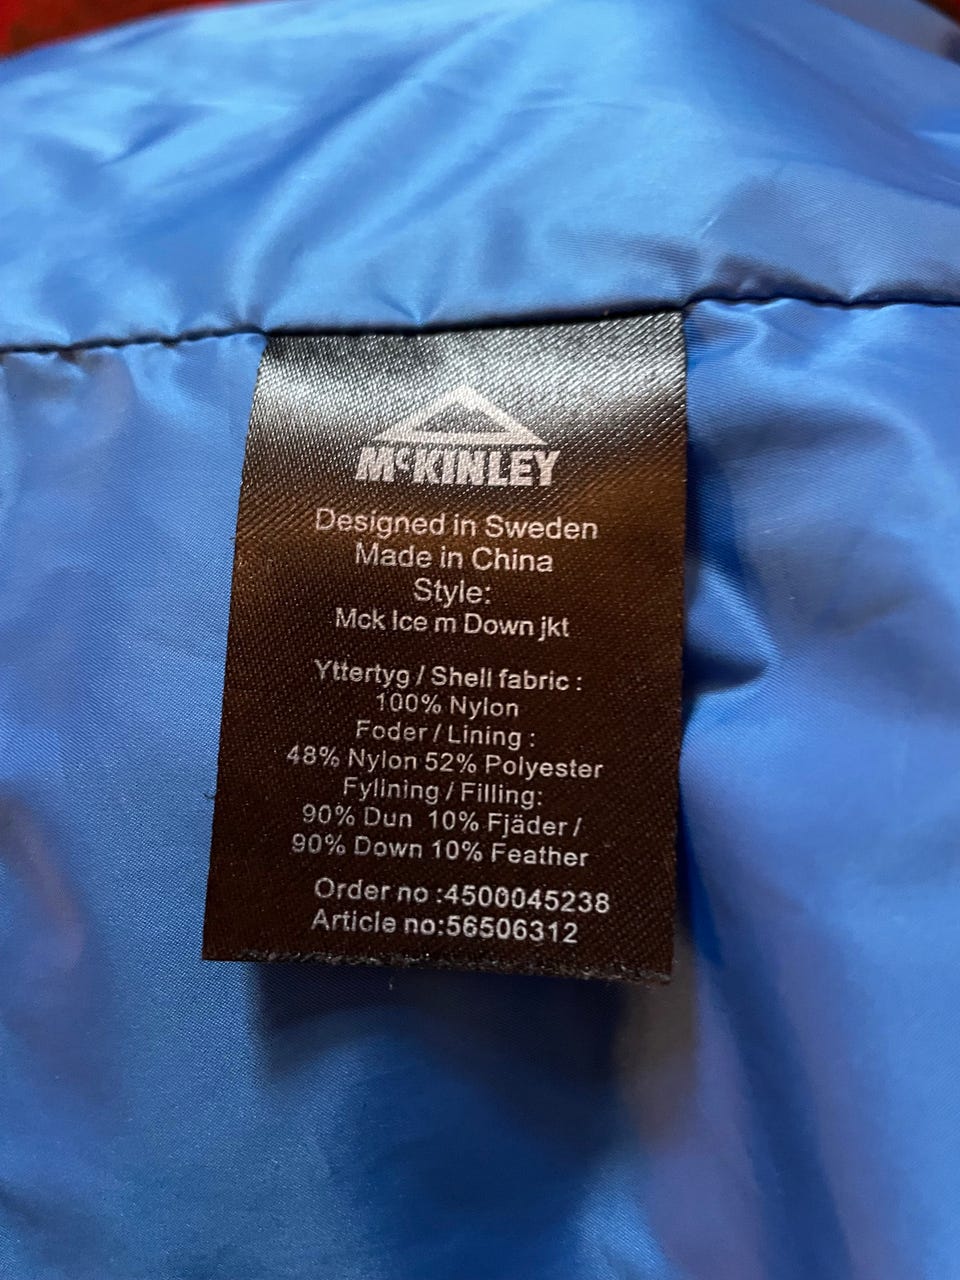 McKINLEY
Designed in Sweden
Made in China
Style:
Mck Ice m Down jkt
Yttertyg / Shell fabric :
100% Nylon
Foder / Lining :
48% Nylon 52% Polyester
Fylining / Filling:
90% Dun 10% Fjäder /
90% Down 10% Feather
Order no :4500045238
Article no:56506312